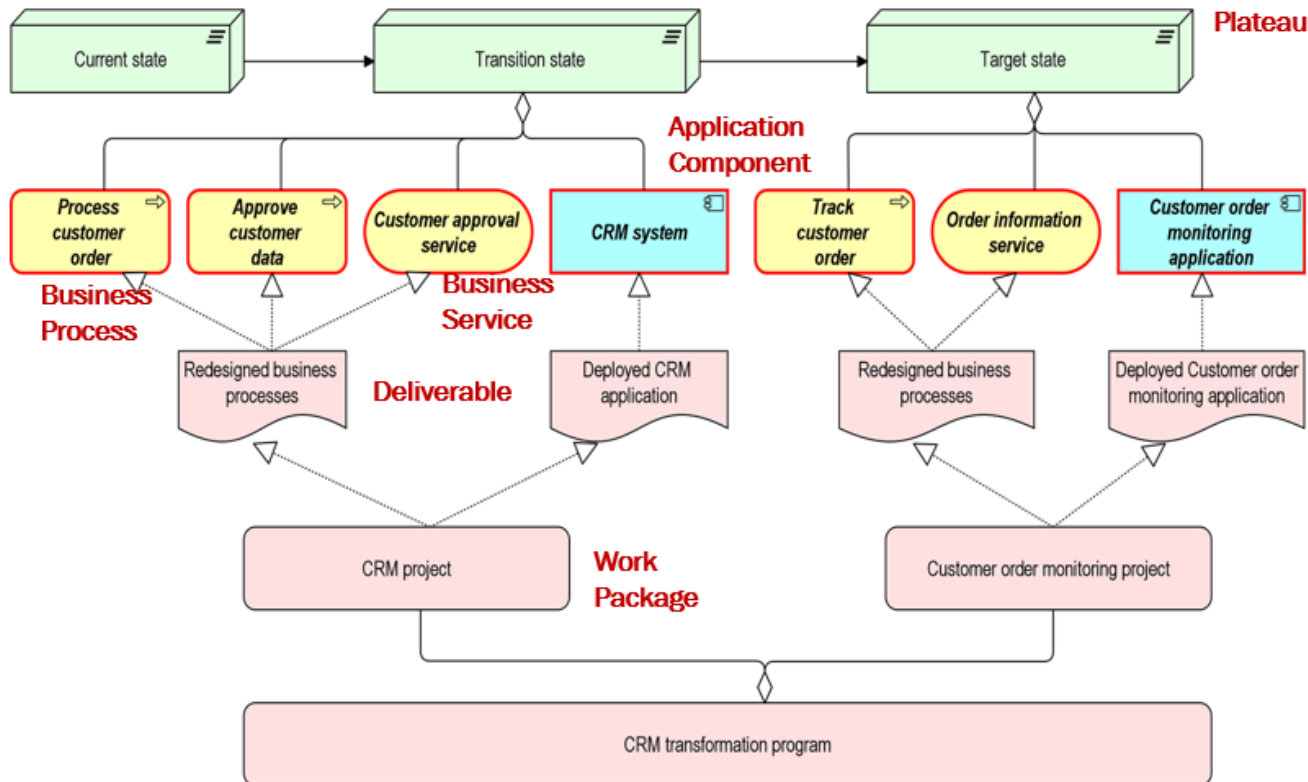 Plateau
Current state
Transition state
Target state
Application
Component
Process
customer
order
Approve
customer
data
Customer approval
service
CRM system
Track
customer
order
Order information
service
Customer order
monitoring
application
Business
Process
Business
Service
Redesigned business
processes
Deliverable
Deployed CRM
application
Redesigned business
processes
Deployed Customer order
monitoring application
CRM project
Work
Package
Customer order monitoring project
CRM transformation program